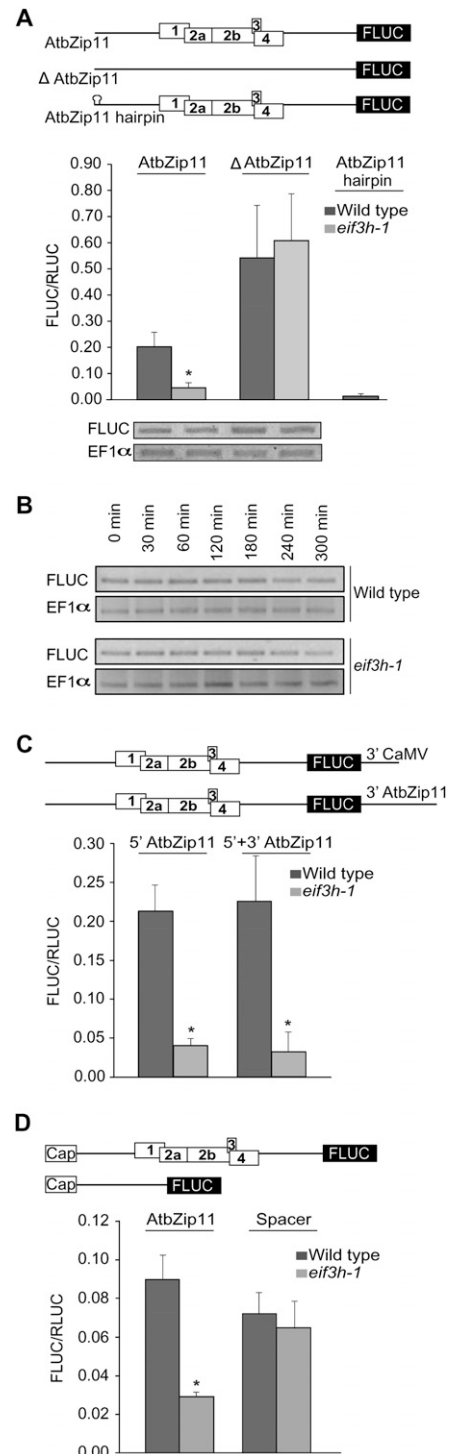 A
1
2a
2b
3
4
FLUC
AtbZip11
FLUC
Δ AtbZip11
1
2a
2b
3
4
FLUC
AtbZip11 hairpin
AtbZip11
Δ AtbZip11
AtbZip11
hairpin
Wild type
eif3h-1
FLUC/RLUC
0.90
0.80
0.70
0.60
0.50
0.40
0.30
0.20
0.10
0.00
*
FLUC
EF1α
B
0 min
30 min
60 min
120 min
180 min
240 min
300 min
FLUC
EF1α
Wild type
FLUC
EF1α
eif3h-1
C
1
2a
2b
3
4
FLUC
3' CaMV
1
2a
2b
3
4
FLUC
3' AtbZip11
5' AtbZip11
5'+3' AtbZip11
Wild type
eif3h-1
FLUC/RLUC
0.30
0.25
0.20
0.15
0.10
0.05
0.00
*
*
D
Cap
1
2a
2b
3
4
FLUC
Cap
FLUC
AtbZip11
Spacer
Wild type
eif3h-1
FLUC/RLUC
0.12
0.10
0.08
0.06
0.04
0.02
0.00
*